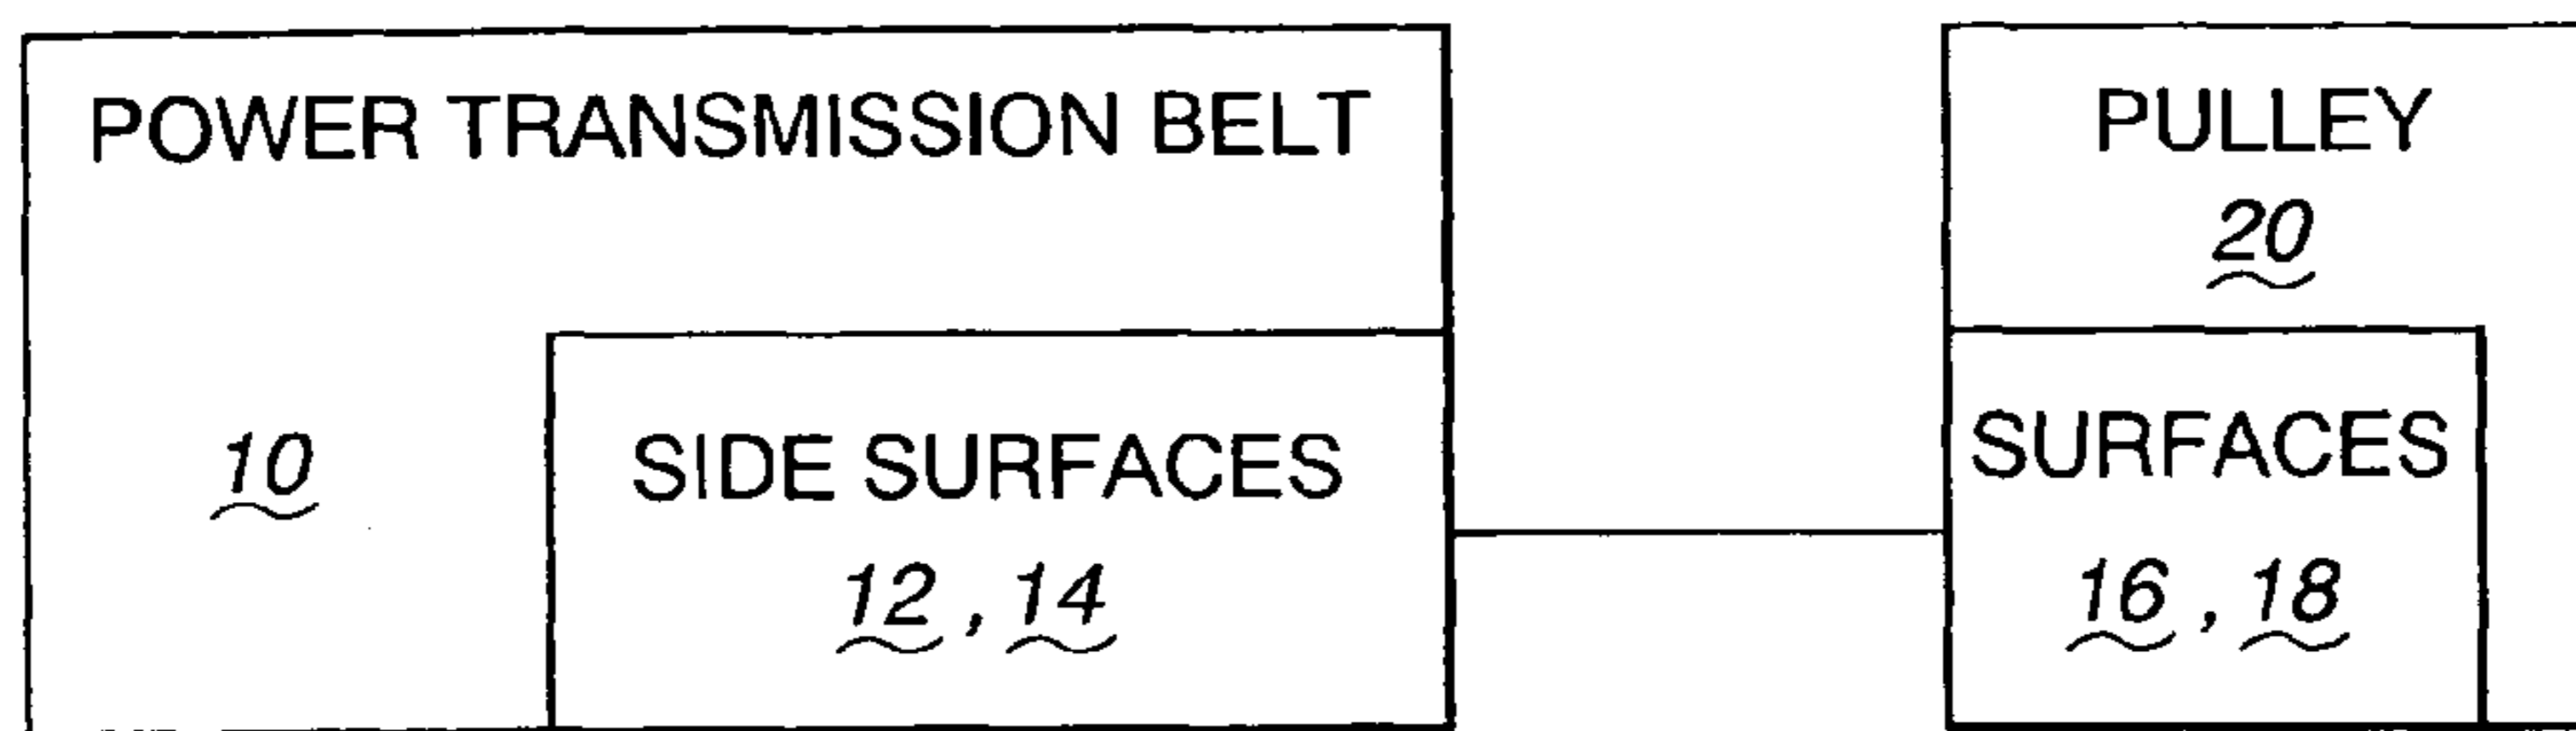 POWER TRANSMISSION BELT
10
SIDE SURFACES
12, 14
PULLEY
20
SURFACES
16, 18